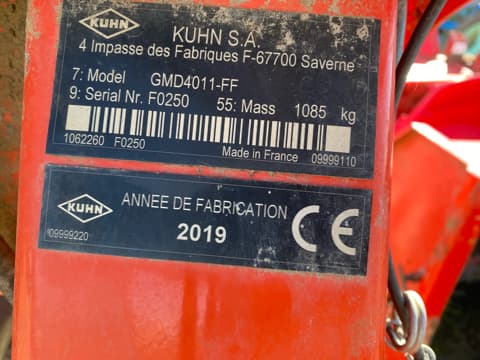 KUHN
KUHN S.A.
4 Impasse des Fabriques F-67700 Saverne
7: Model GMD4011-FF
9: Serial Nr. F0250 55: Mass 1085 kg
1062260 F0250 Made in France 09999110
KUHN ANNEE DE FABRICATION CE
2019
09999220